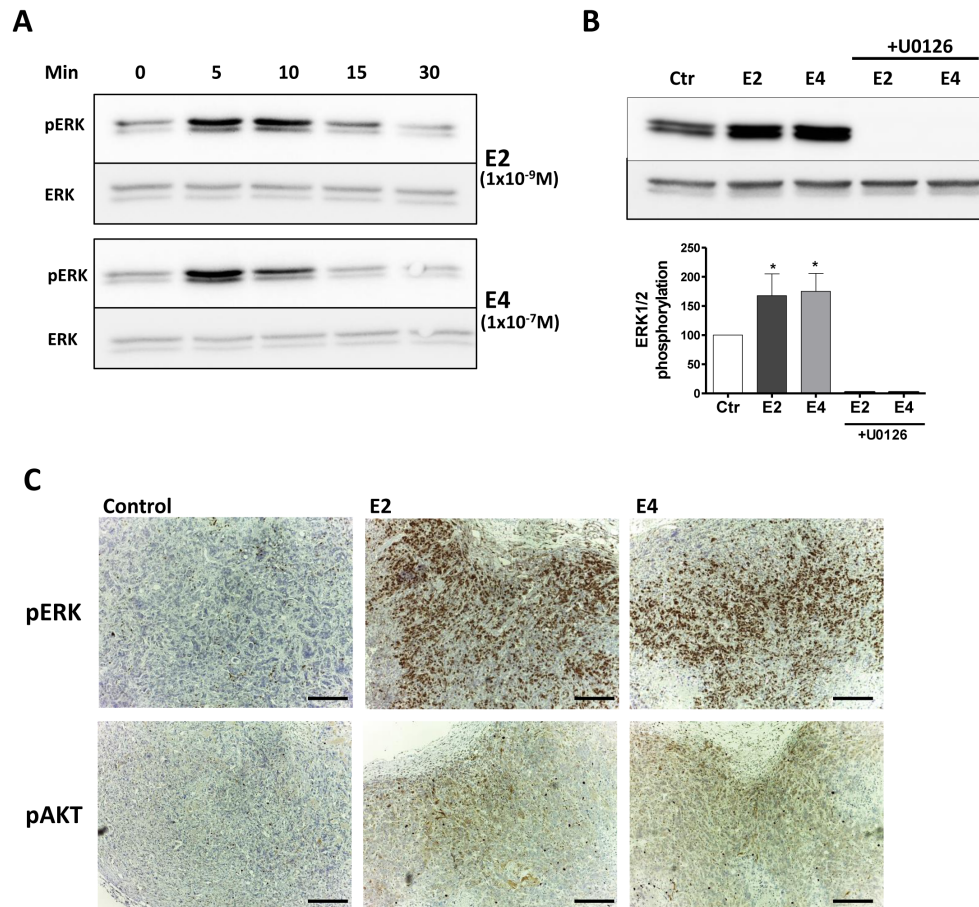 A
Min 0 5 10 15 30
pERK
ERK
E2
(1x10⁻⁹M)
pERK
ERK
E4
(1x10⁻⁷M)
B
+U0126
Ctr E2 E4 E2 E4
250
200
150
100
50
0
ERK1/2
phosphorylation
* *
Ctr E2 E4 E2 E4
+U0126
C
Control E2 E4
pERK
pAKT